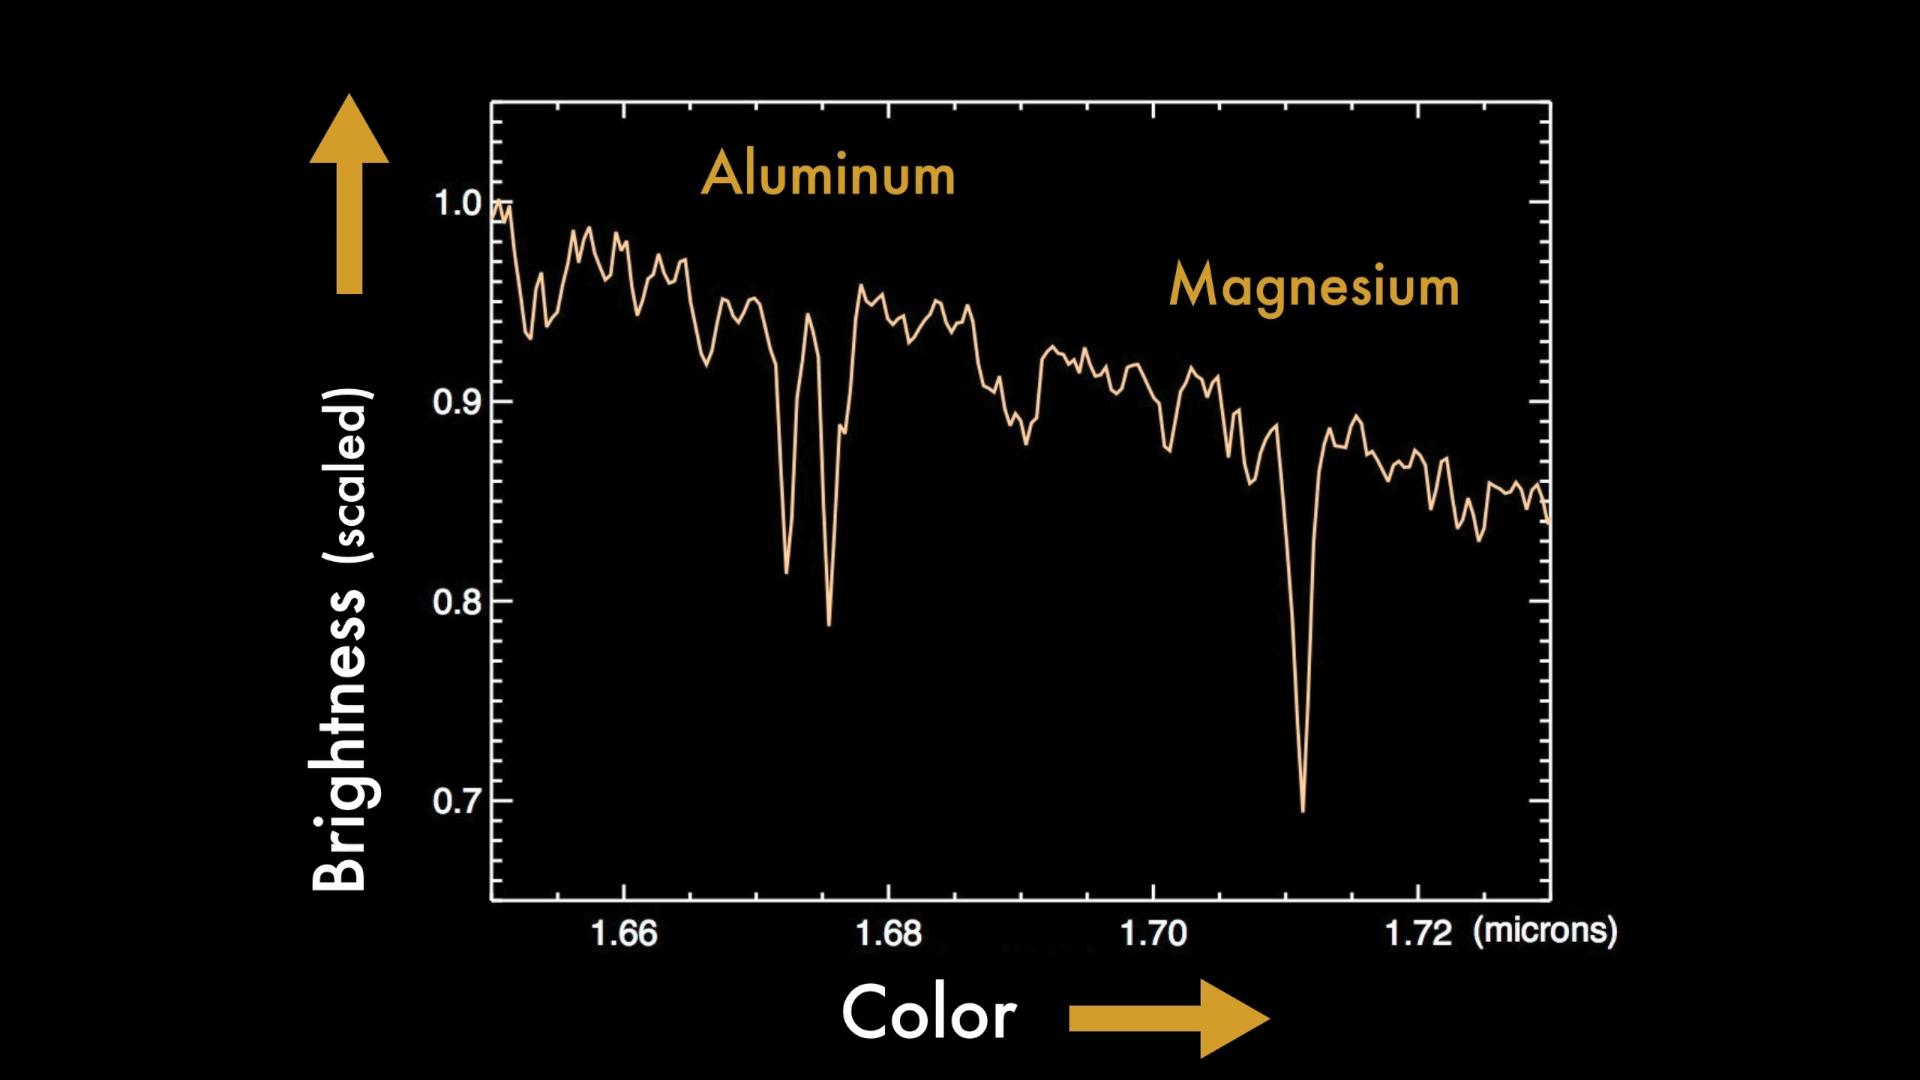 Aluminum
Magnesium
1.0
0.9
0.8
0.7
Brightness (scaled)
1.66 1.68 1.70 1.72 (microns)
Color